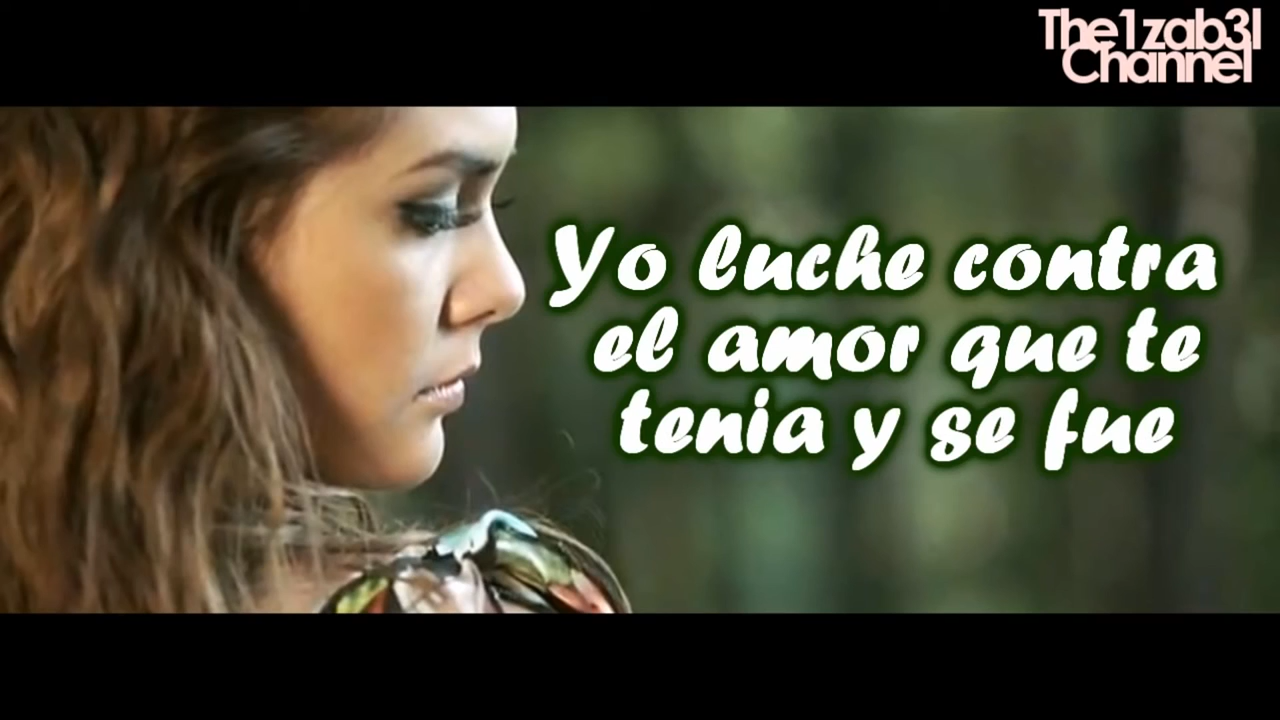 The1zab3l
Channel
Yo luche contra
el amor que te
tenia y se fue